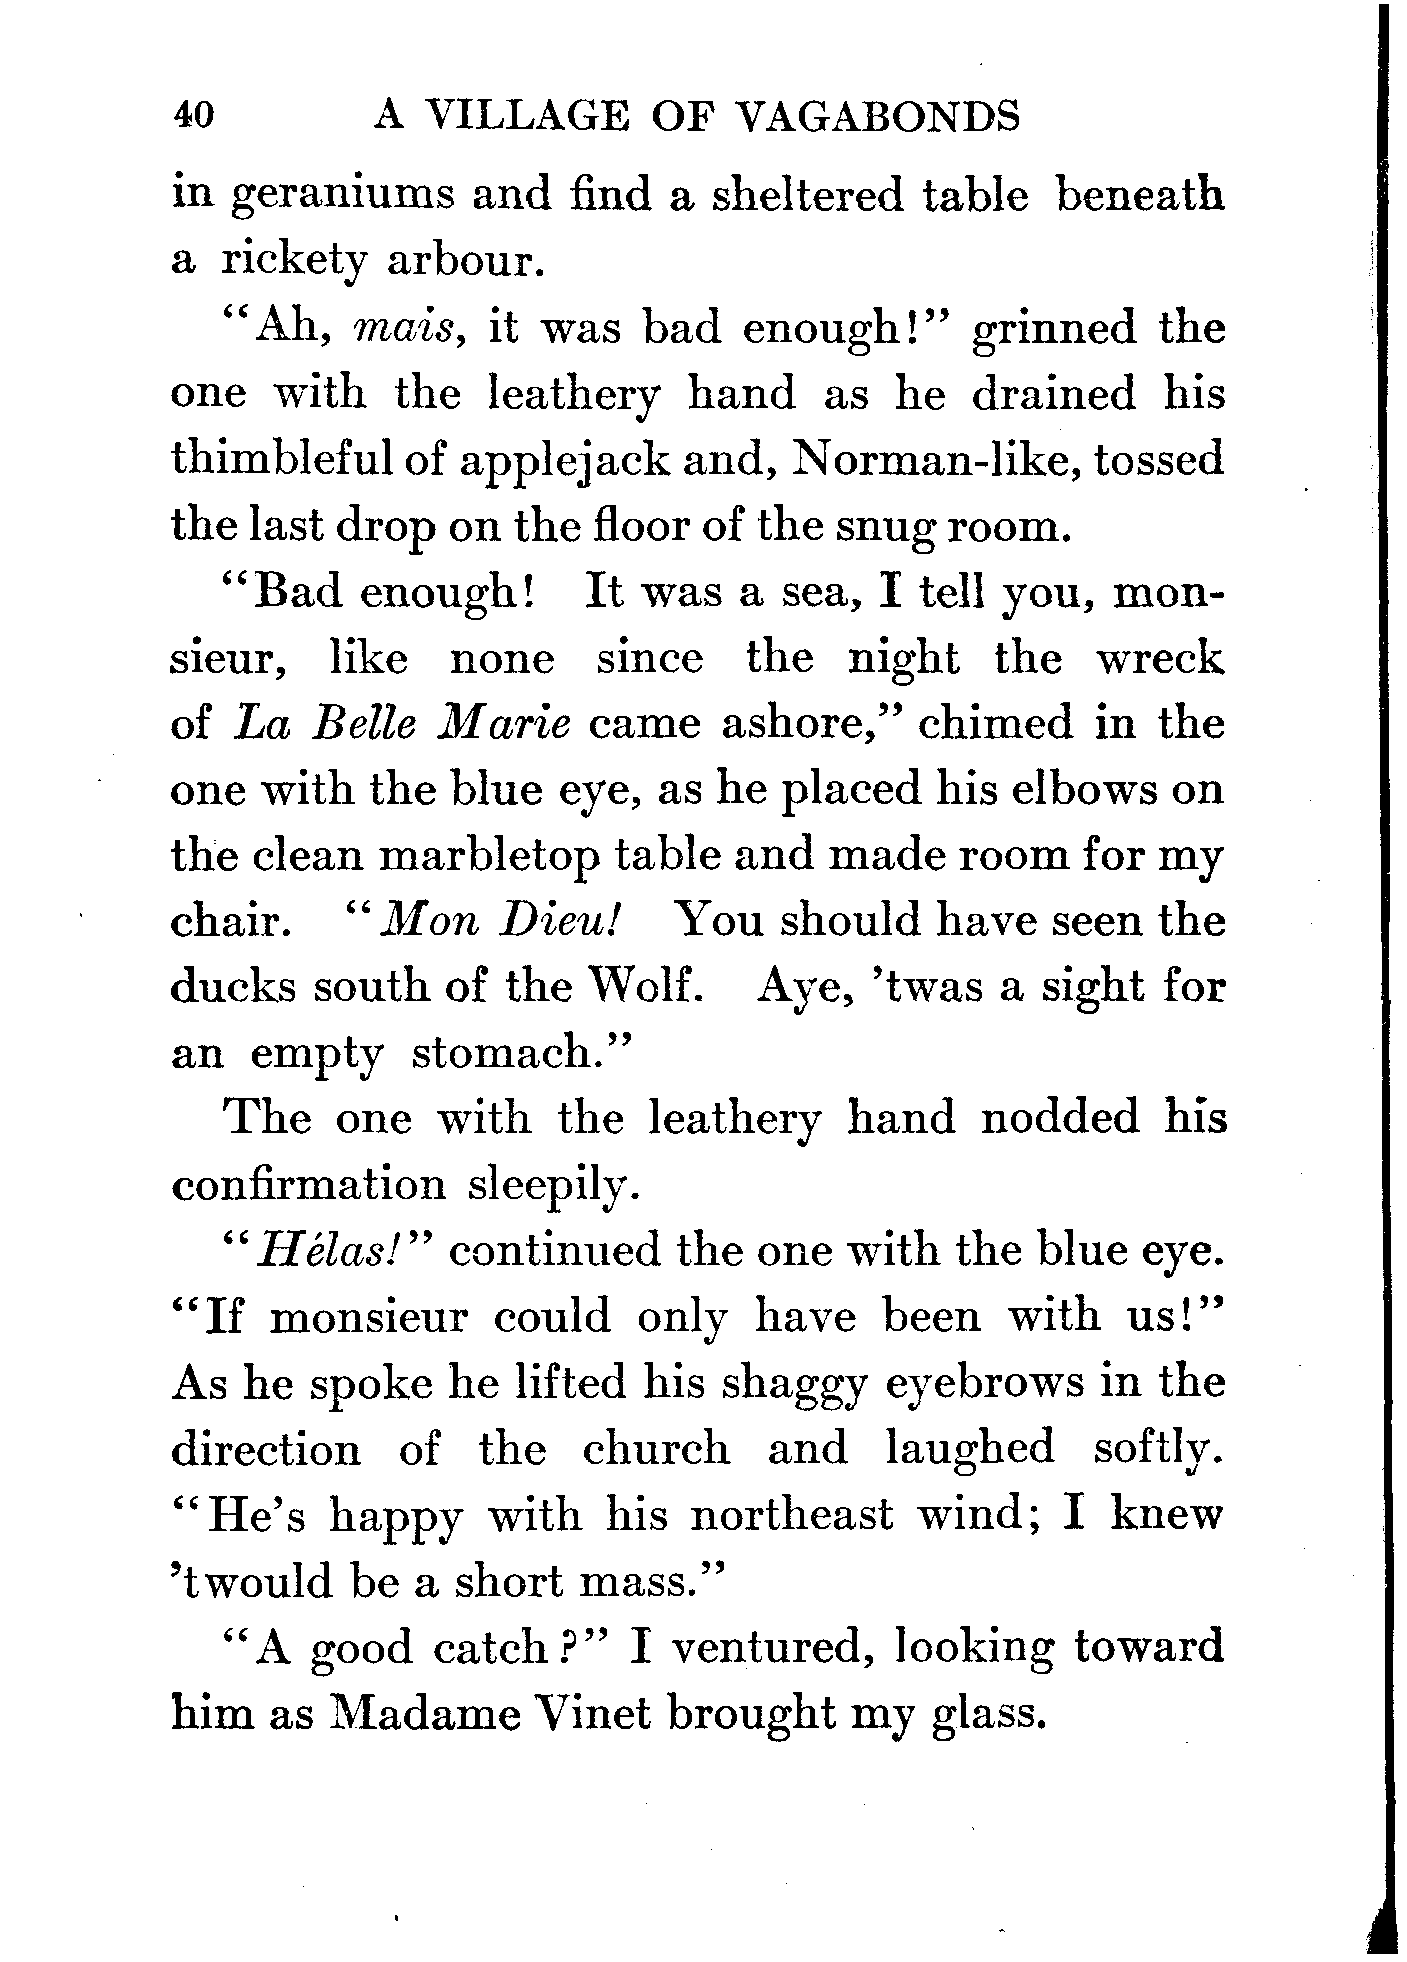 40 A VILLAGE OF VAGABONDS
in geraniums and find a sheltered table beneath
a rickety arbour.
"Ah, mais, it was bad enough!" grinned the
one with the leathery hand as he drained his
thimbleful of applejack and, Norman-like, tossed
the last drop on the floor of the snug room.
"Bad enough! It was a sea, I tell you, mon-
sieur, like none since the night the wreck
of La Belle Marie came ashore," chimed in the
one with the blue eye, as he placed his elbows on
the clean marbletop table and made room for my
chair. "Mon Dieu! You should have seen the
ducks south of the Wolf. Aye, 'twas a sight for
an empty stomach."
The one with the leathery hand nodded his
confirmation sleepily.
"Hélas!" continued the one with the blue eye.
"If monsieur could only have been with us!"
As he spoke he lifted his shaggy eyebrows in the
direction of the church and laughed softly.
"He's happy with his northeast wind; I knew
'twould be a short mass."
"A good catch?" I ventured, looking toward
him as Madame Vinet brought my glass.